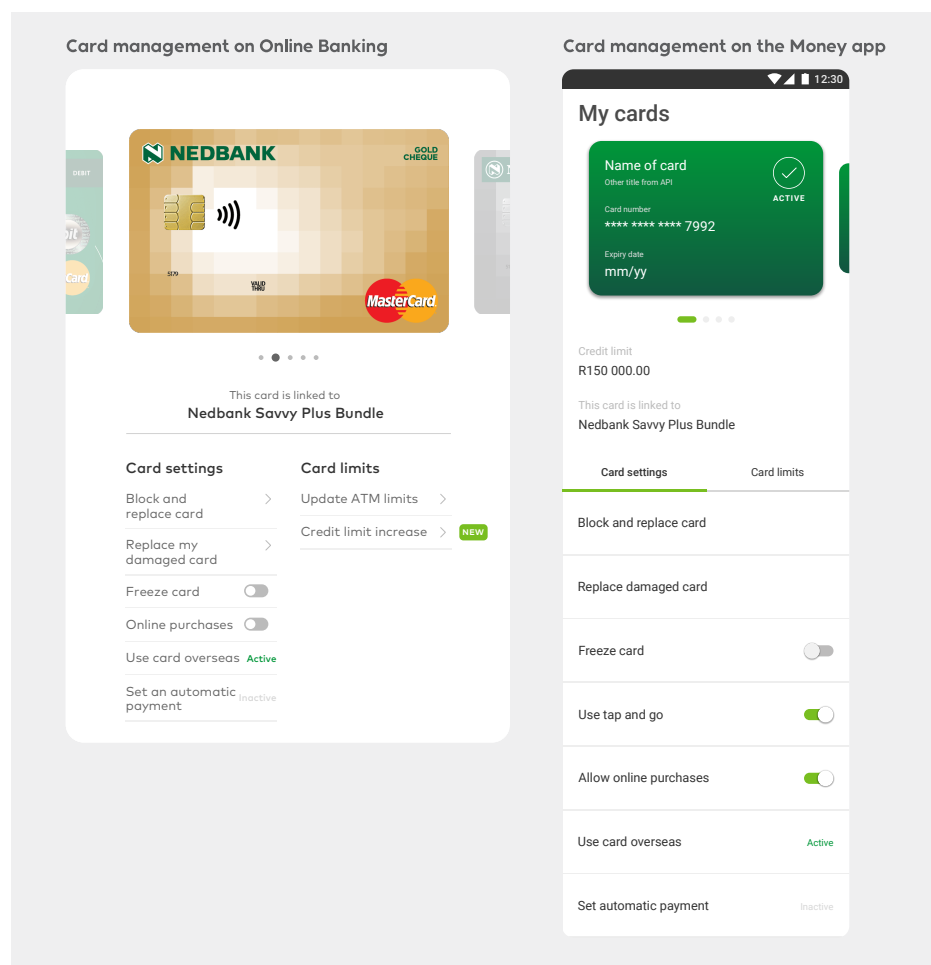 Card management on Online Banking
DEBIT
NEDBANK
GOLD
CHEQUE
5179
VALID
THRU
MasterCard
This card is linked to
Nedbank Savvy Plus Bundle
Card settings
Block and
replace card
Replace my
damaged card
Freeze card
Online purchases
Use card overseas Active
Set an automatic
payment
Inactive
Card limits
Update ATM limits
Credit limit increase NEW
Card management on the Money app
12:30
My cards
Name of card
Other title from API
ACTIVE
Card number
**** **** **** 7992
Expiry date
mm/yy
Credit limit
R150 000.00
This card is linked to
Nedbank Savvy Plus Bundle
Card settings Card limits
Block and replace card
Replace damaged card
Freeze card
Use tap and go
Allow online purchases
Use card overseas Active
Set automatic payment Inactive